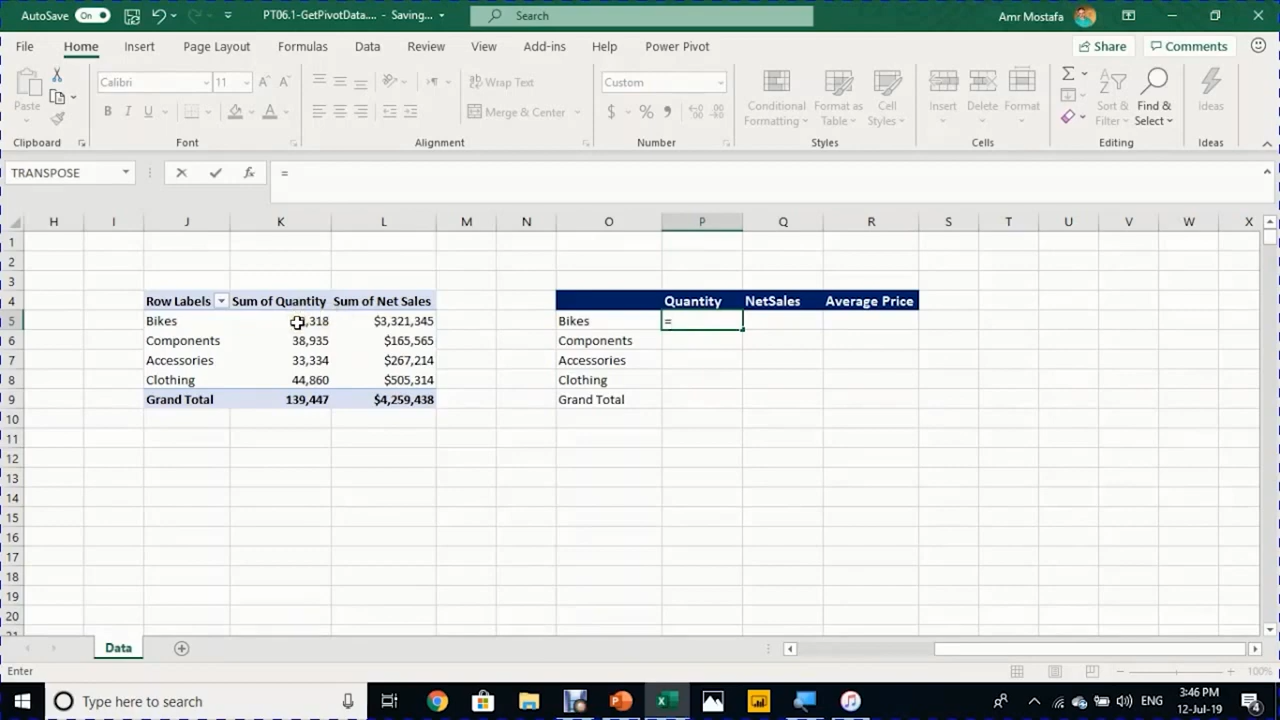 AutoSave On PT06.1-GetPivotData.... - Saving... Search Amr Mostafa
File Home Insert Page Layout Formulas Data Review View Add-ins Help Power Pivot Share Comments
Paste Calibri 11 Wrap Text Custom Conditional Formatting Format as Table Cell Styles Insert Delete Format Sort & Filter Find & Select Ideas
B I U Merge & Center $ %
Clipboard Font Alignment Number Styles Cells Editing Ideas
TRANSPOSE fx =
H I J K L M N O P Q R S T U V W X
1
2
3
4 Row Labels Sum of Quantity Sum of Net Sales Quantity NetSales Average Price
5 Bikes ,318 $3,321,345 Bikes =
6 Components 38,935 $165,565 Components
7 Accessories 33,334 $267,214 Accessories
8 Clothing 44,860 $505,314 Clothing
9 Grand Total 139,447 $4,259,438 Grand Total
10
11
12
13
14
15
16
17
18
19
20
Data
Enter 100%
Type here to search ENG 3:46 PM
12-Jul-19 4